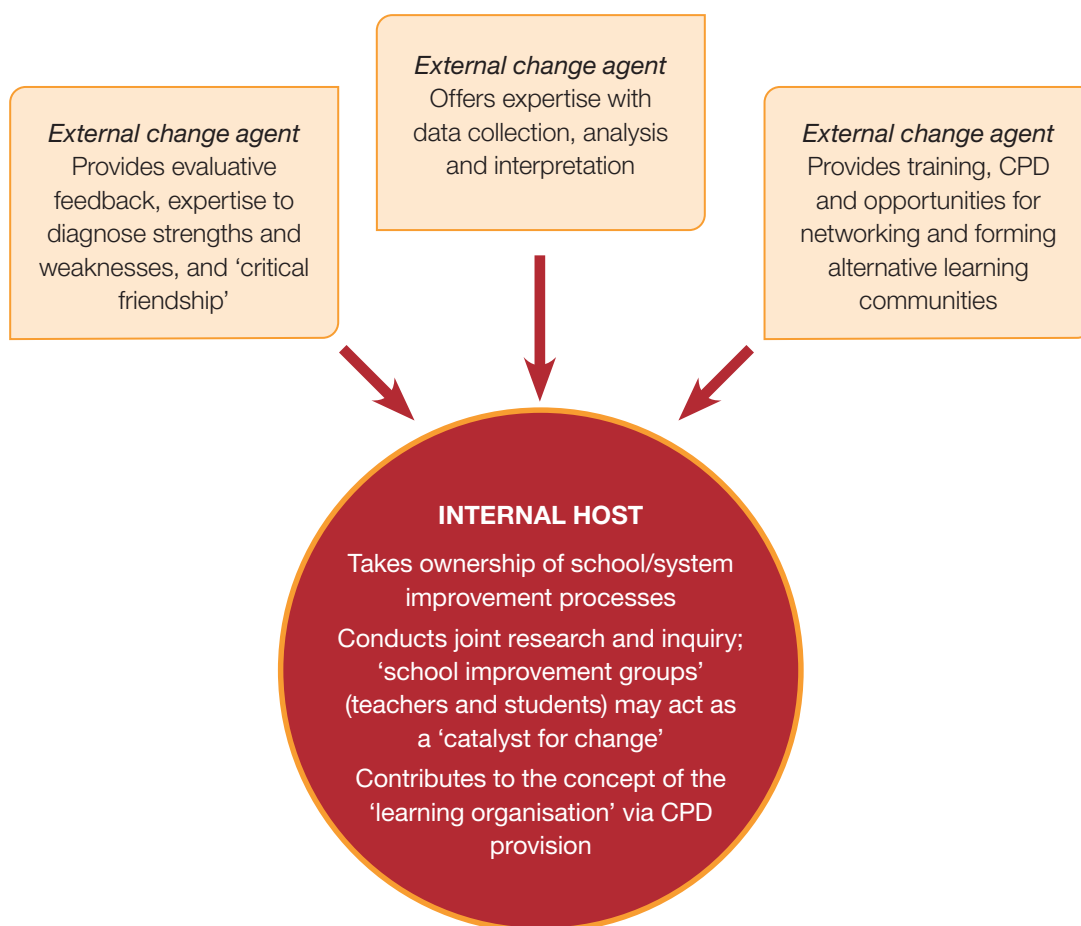 External change agent
Provides evaluative
feedback, expertise to
diagnose strengths and
weaknesses, and ‘critical
friendship’
External change agent
Offers expertise with
data collection, analysis
and interpretation
External change agent
Provides training, CPD
and opportunities for
networking and forming
alternative learning
communities
INTERNAL HOST
Takes ownership of school/system
improvement processes
Conducts joint research and inquiry;
‘school improvement groups’
(teachers and students) may act as
a ‘catalyst for change’
Contributes to the concept of the
‘learning organisation’ via CPD
provision